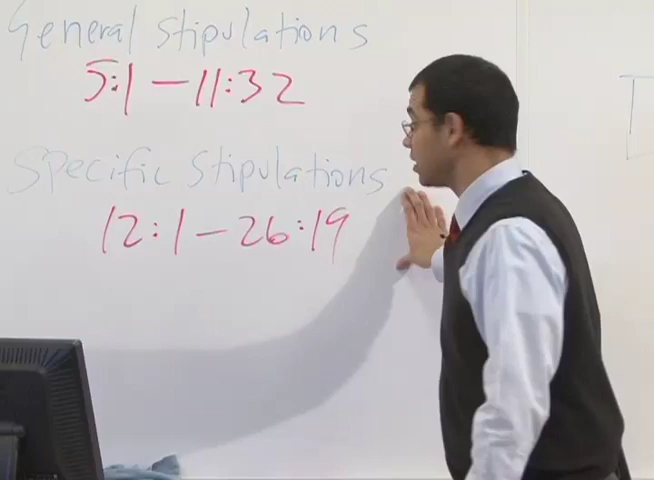 General Stipulations
5:1 – 11:32
Specific Stipulations
12:1 – 26:19